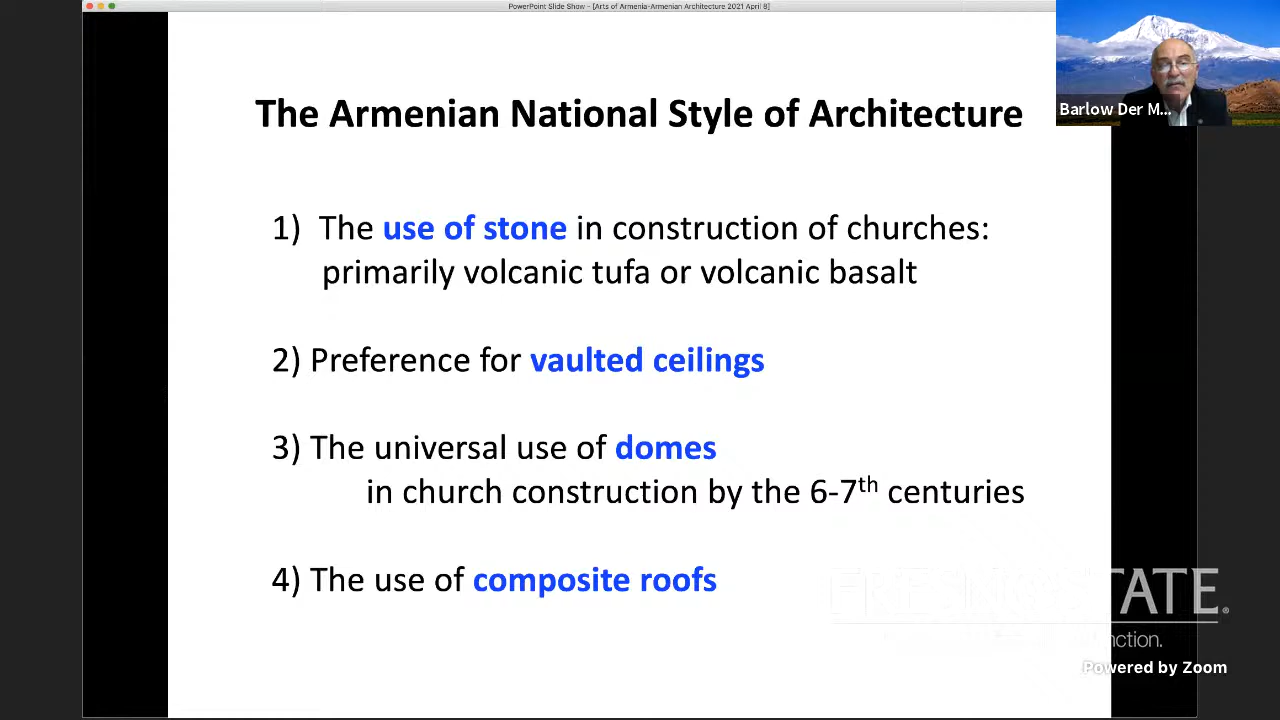 PowerPoint Slide Show - [Arts of Armenia-Armenian Architecture 2021 April 8]
Barlow Der M...
The Armenian National Style of Architecture
1) The use of stone in construction of churches:
primarily volcanic tufa or volcanic basalt
2) Preference for vaulted ceilings
3) The universal use of domes
in church construction by the 6-7th centuries
4) The use of composite roofs
FRESNO STATE.®
nction.
Powered by Zoom